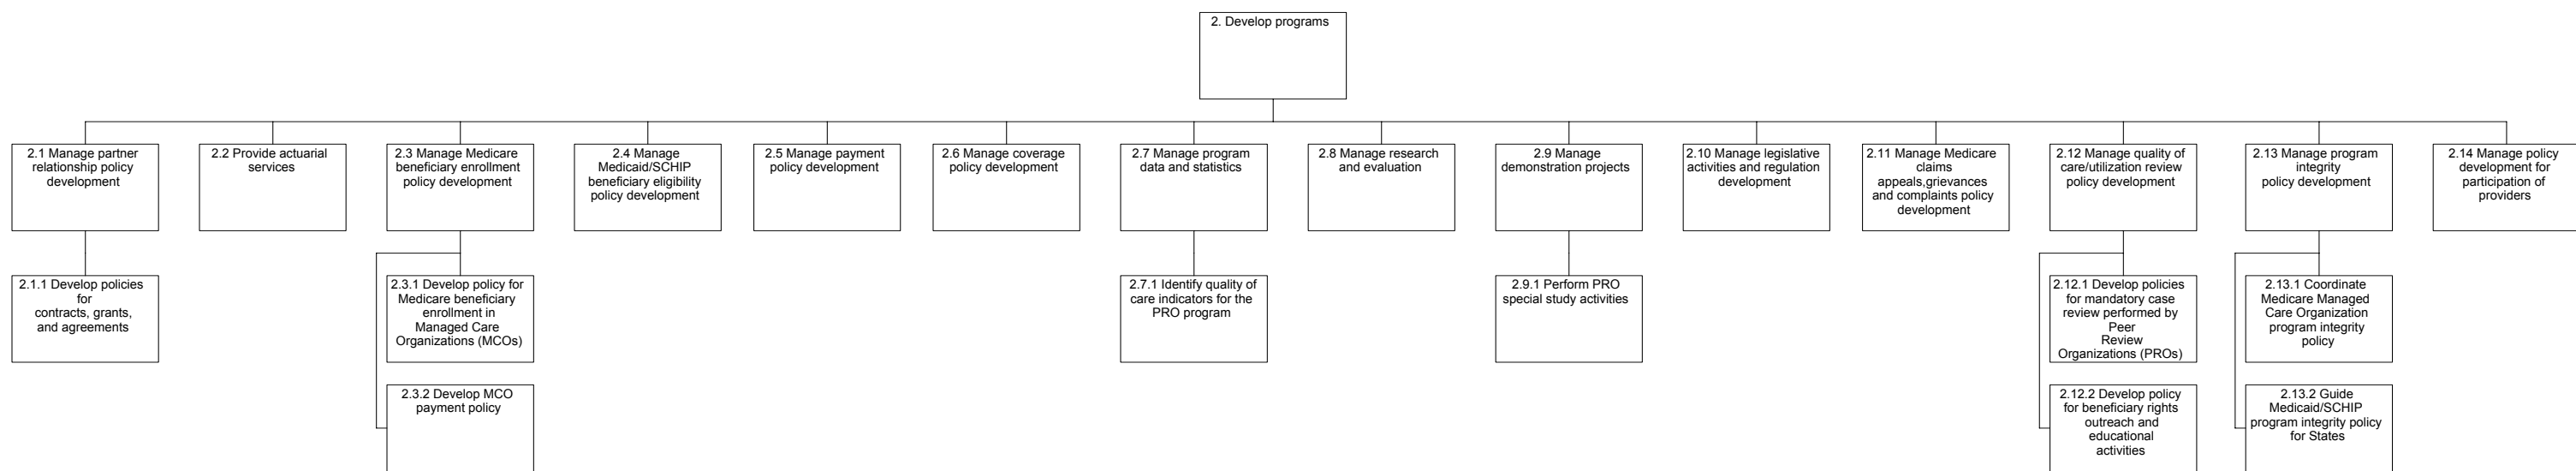 2. Develop programs
2.1 Manage partner
relationship policy
development
2.2 Provide actuarial
services
2.3 Manage Medicare
beneficiary enrollment
policy development
2.4 Manage
Medicaid/SCHIP
beneficiary eligibility
policy development
2.5 Manage payment
policy development
2.6 Manage coverage
policy development
2.7 Manage program
data and statistics
2.8 Manage research
and evaluation
2.9 Manage
demonstration projects
2.10 Manage legislative
activities and regulation
development
2.11 Manage Medicare
claims
appeals,grievances
and complaints policy
development
2.12 Manage quality of
care/utilization review
policy development
2.13 Manage program
integrity
policy development
2.14 Manage policy
development for
participation of
providers
2.1.1 Develop policies
for
contracts, grants,
and agreements
2.3.1 Develop policy for
Medicare beneficiary
enrollment in
Managed Care
Organizations (MCOs)
2.7.1 Identify quality of
care indicators for the
PRO program
2.9.1 Perform PRO
special study activities
2.12.1 Develop policies
for mandatory case
review performed by
Peer
Review
Organizations (PROs)
2.13.1 Coordinate
Medicare Managed
Care Organization
program integrity
policy
2.3.2 Develop MCO
payment policy
2.12.2 Develop policy
for beneficiary rights
outreach and
educational
activities
2.13.2 Guide
Medicaid/SCHIP
program integrity policy
for States